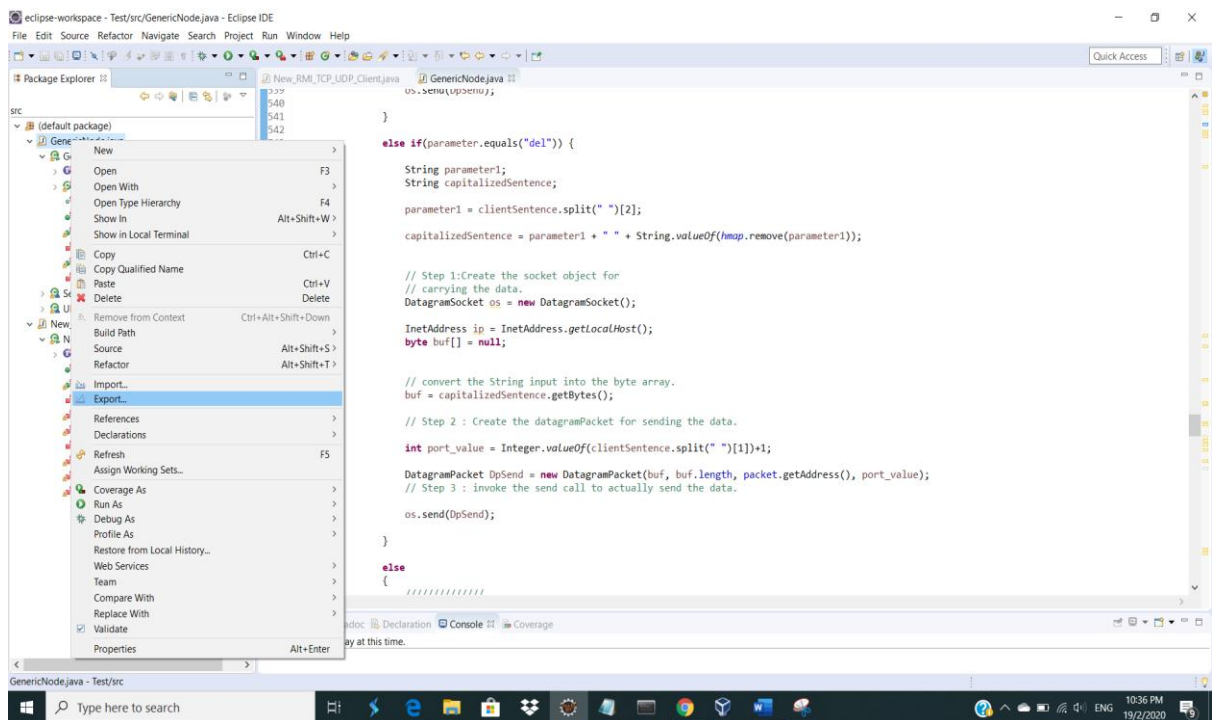 eclipse-workspace - Test/src/GenericNode.java - Eclipse IDE
File Edit Source Refactor Navigate Search Project Run Window Help
Quick Access
Package Explorer
New_RMI_TCP_UDP_Client.java
GenericNode.java
src
(default package)
New
Open F3
Open With
Open Type Hierarchy F4
Show In Alt+Shift+W
Show in Local Terminal
Copy Ctrl+C
Copy Qualified Name
Paste Ctrl+V
Delete Delete
Remove from Context Ctrl+Alt+Shift+Down
Build Path
Source Alt+Shift+S
Refactor Alt+Shift+T
Import...
Export...
References
Declarations
Refresh F5
Assign Working Sets...
Coverage As
Run As
Debug As
Profile As
Restore from Local History...
Web Services
Team
Compare With
Replace With
Validate
Properties Alt+Enter
539 os.send(DpSend);
540
541 }
542
else if(parameter.equals("del")) {
String parameter1;
String capitalizedSentence;
parameter1 = clientSentence.split(" ")[2];
capitalizedSentence = parameter1 + " " + String.valueOf(hmap.remove(parameter1));
// Step 1:Create the socket object for
// carrying the data.
DatagramSocket os = new DatagramSocket();
InetAddress ip = InetAddress.getLocalHost();
byte buf[] = null;
// convert the String input into the byte array.
buf = capitalizedSentence.getBytes();
// Step 2 : Create the datagramPacket for sending the data.
int port_value = Integer.valueOf(clientSentence.split(" ")[1])+1;
DatagramPacket DpSend = new DatagramPacket(buf, buf.length, packet.getAddress(), port_value);
// Step 3 : invoke the send call to actually send the data.
os.send(DpSend);
}
else
{
//////////////
adoc Declaration Console Coverage
ay at this time.
GenericNode.java - Test/src
Type here to search
ENG
10:36 PM
19/2/2020